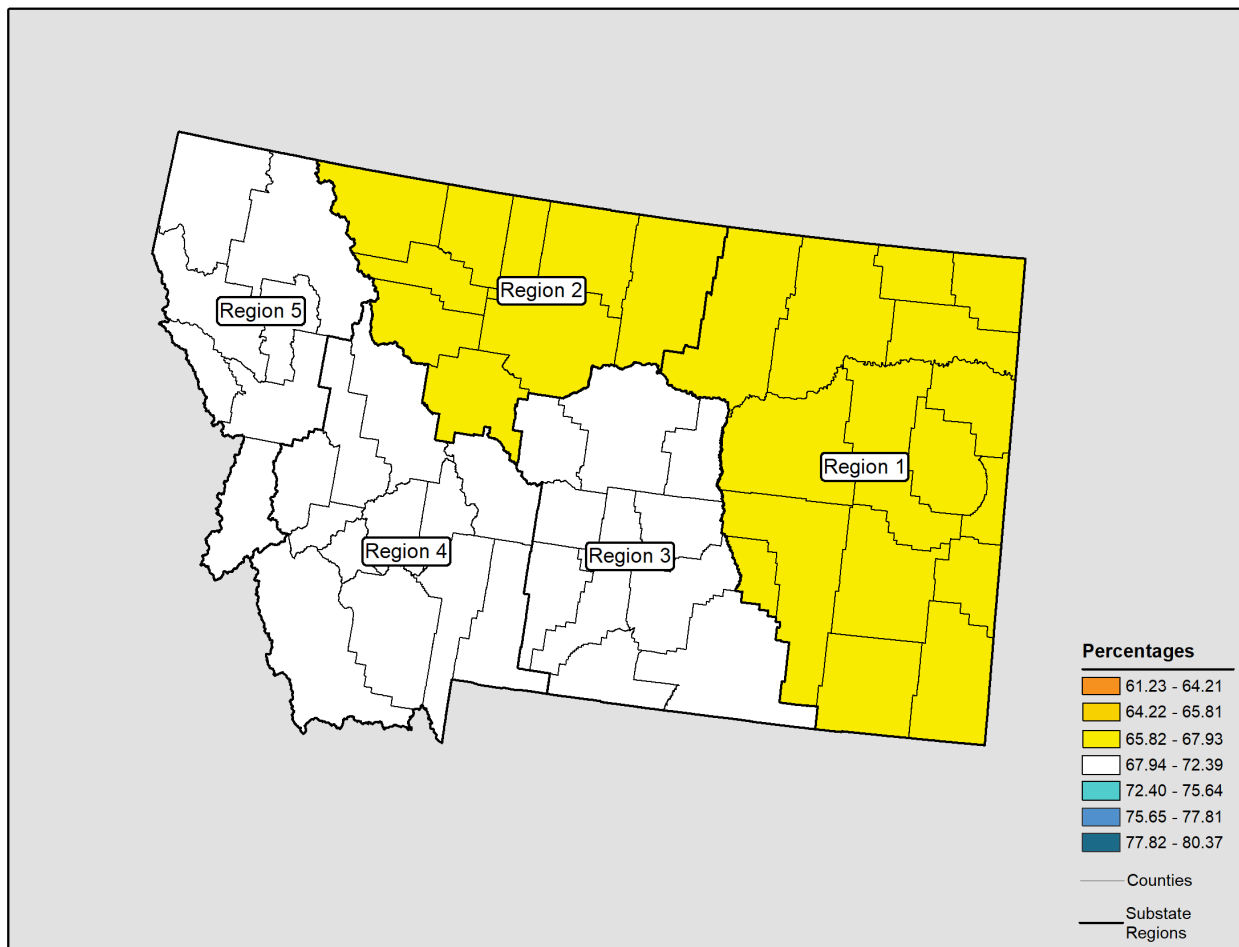 Region 2
Region 5
Region 1
Region 4
Region 3
Percentages
61.23 - 64.21
64.22 - 65.81
65.82 - 67.93
67.94 - 72.39
72.40 - 75.64
75.65 - 77.81
77.82 - 80.37
Counties
Substate
Regions